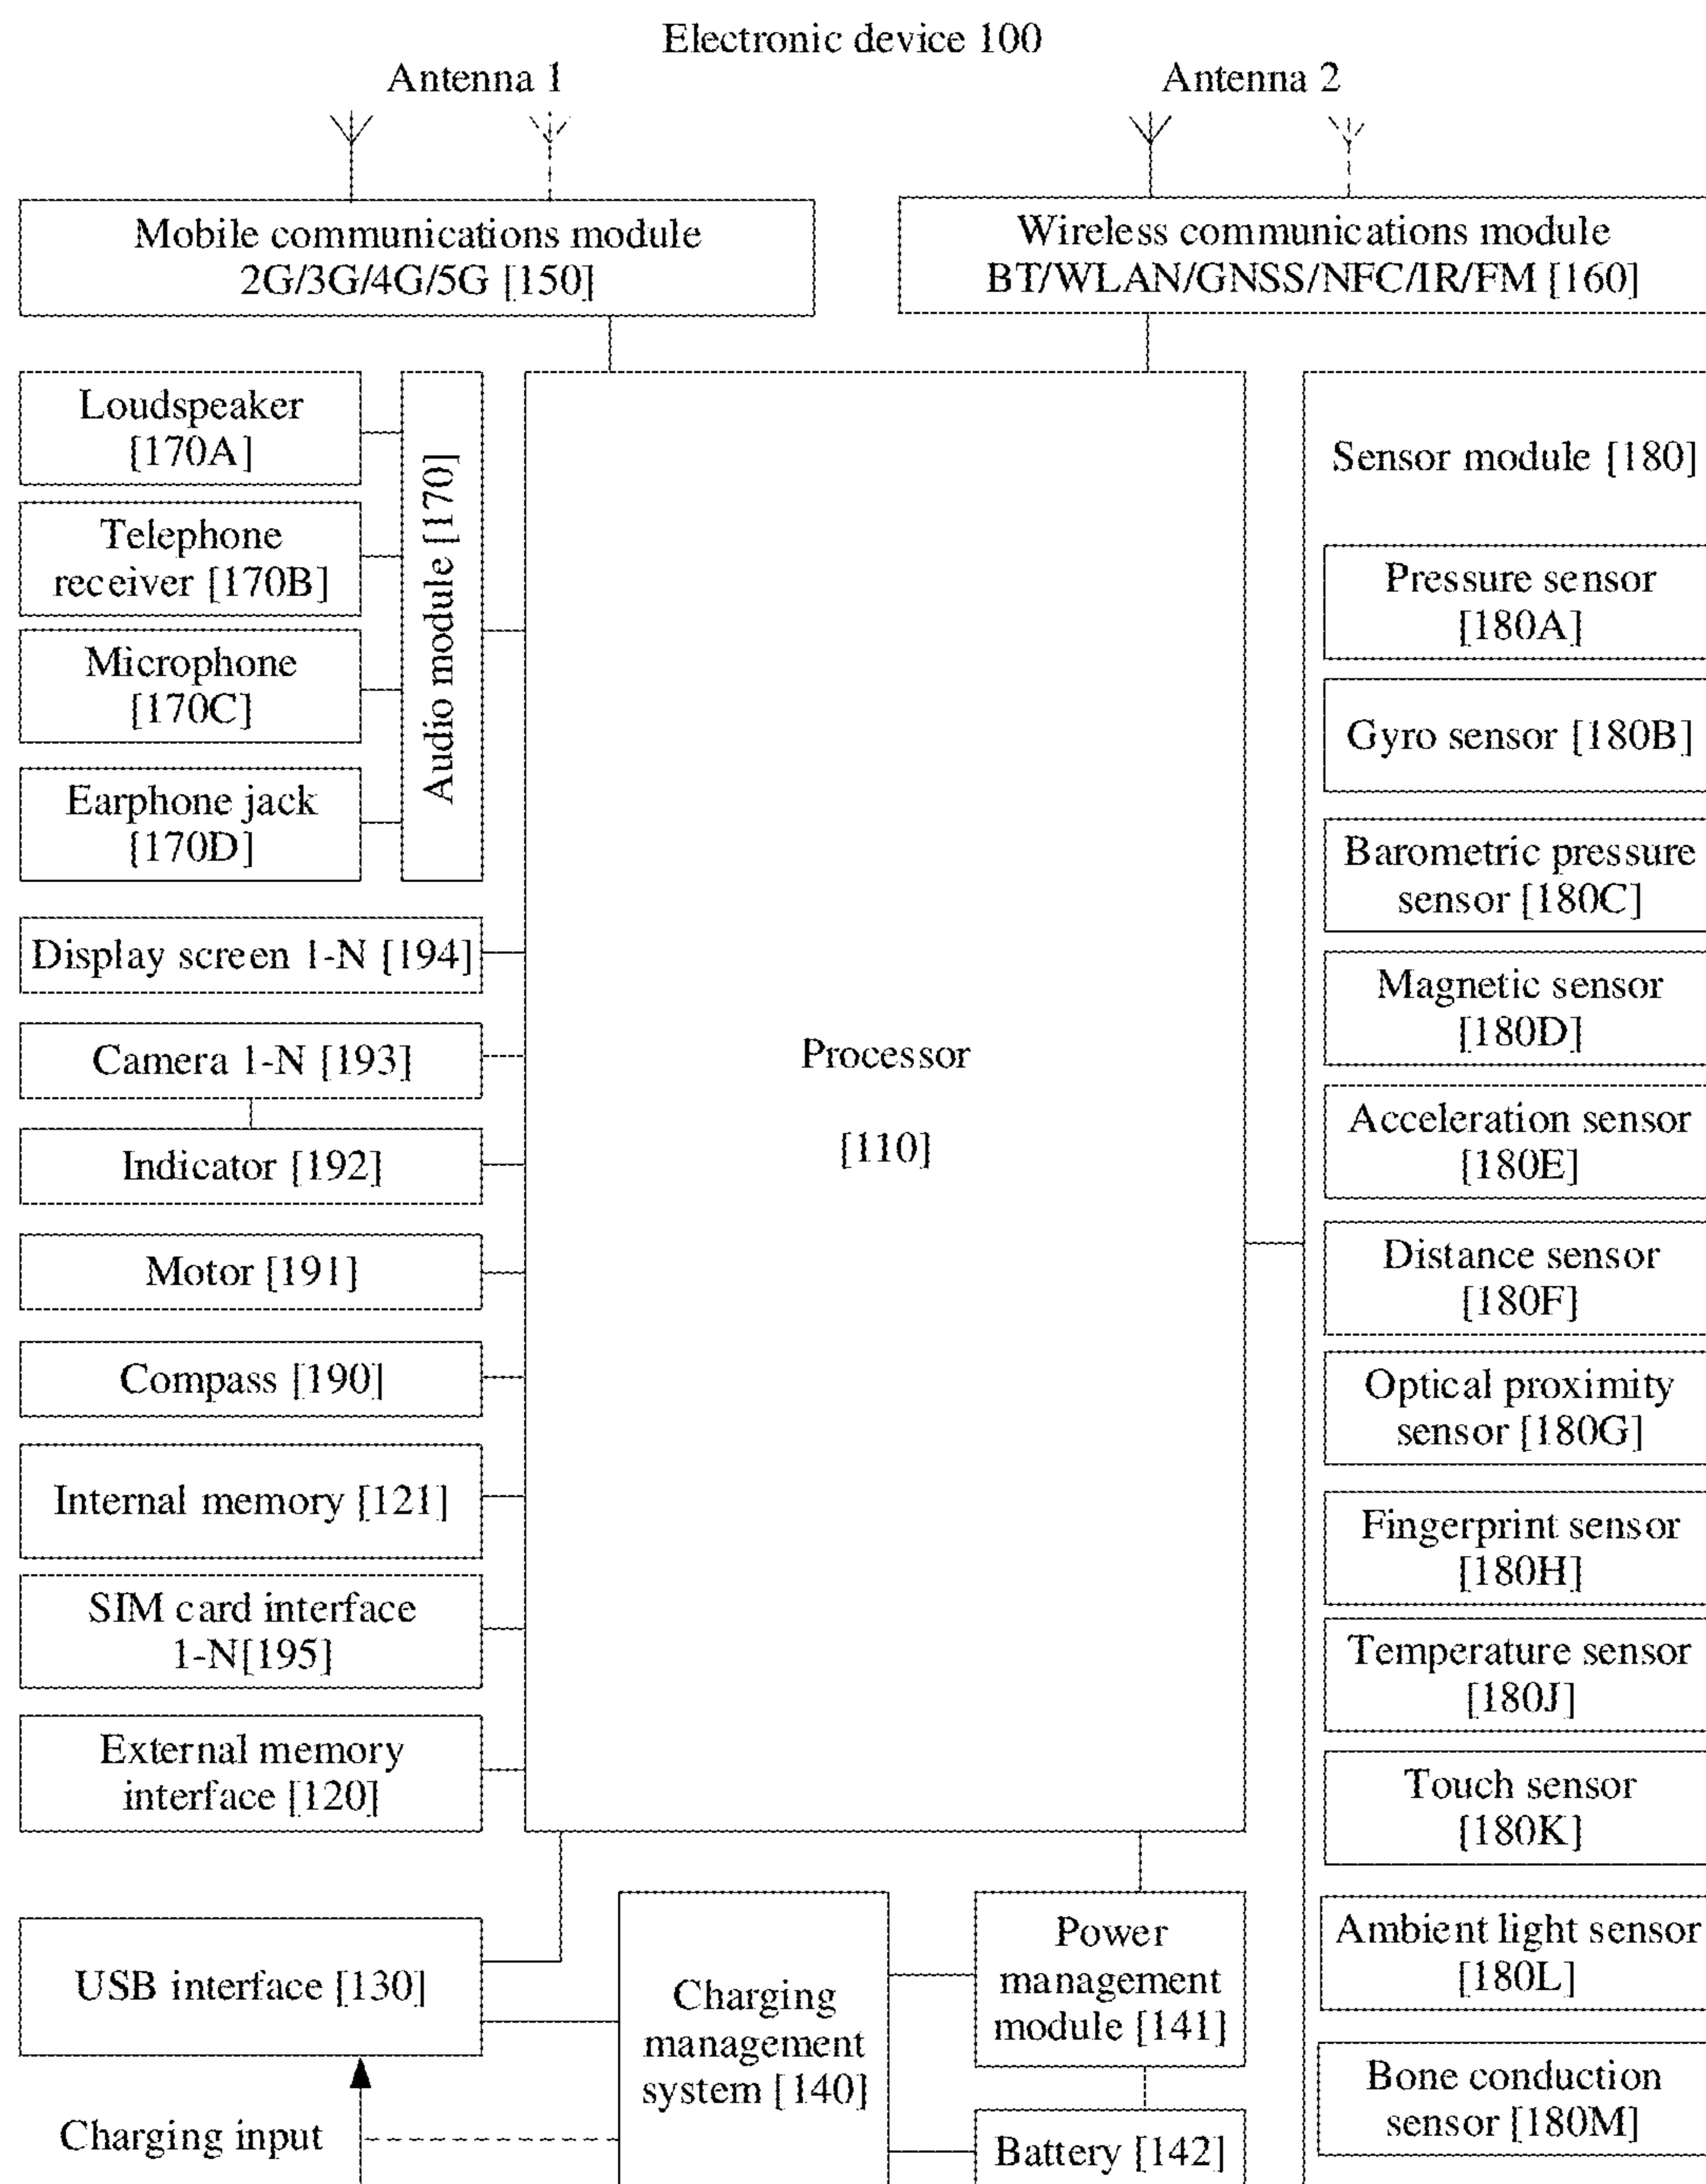 Electronic device 100
Antenna 1
Antenna 2
Mobile communications module
2G/3G/4G/5G [150]
Wireless communications module
BT/WLAN/GNSS/NFC/IR/FM [160]
Loudspeaker
[170A]
Telephone
receiver [170B]
Microphone
[170C]
Earphone jack
[170D]
Audio module [170]
Display screen 1-N [194]
Camera 1-N [193]
Indicator [192]
Motor [191]
Compass [190]
Internal memory [121]
SIM card interface
1-N[195]
External memory
interface [120]
Processor
[110]
Sensor module [180]
Pressure sensor
[180A]
Gyro sensor [180B]
Barometric pressure
sensor [180C]
Magnetic sensor
[180D]
Acceleration sensor
[180E]
Distance sensor
[180F]
Optical proximity
sensor [180G]
Fingerprint sensor
[180H]
Temperature sensor
[180J]
Touch sensor
[180K]
Ambient light sensor
[180L]
Bone conduction
sensor [180M]
USB interface [130]
Charging input
Charging
management
system [140]
Power
management
module [141]
Battery [142]